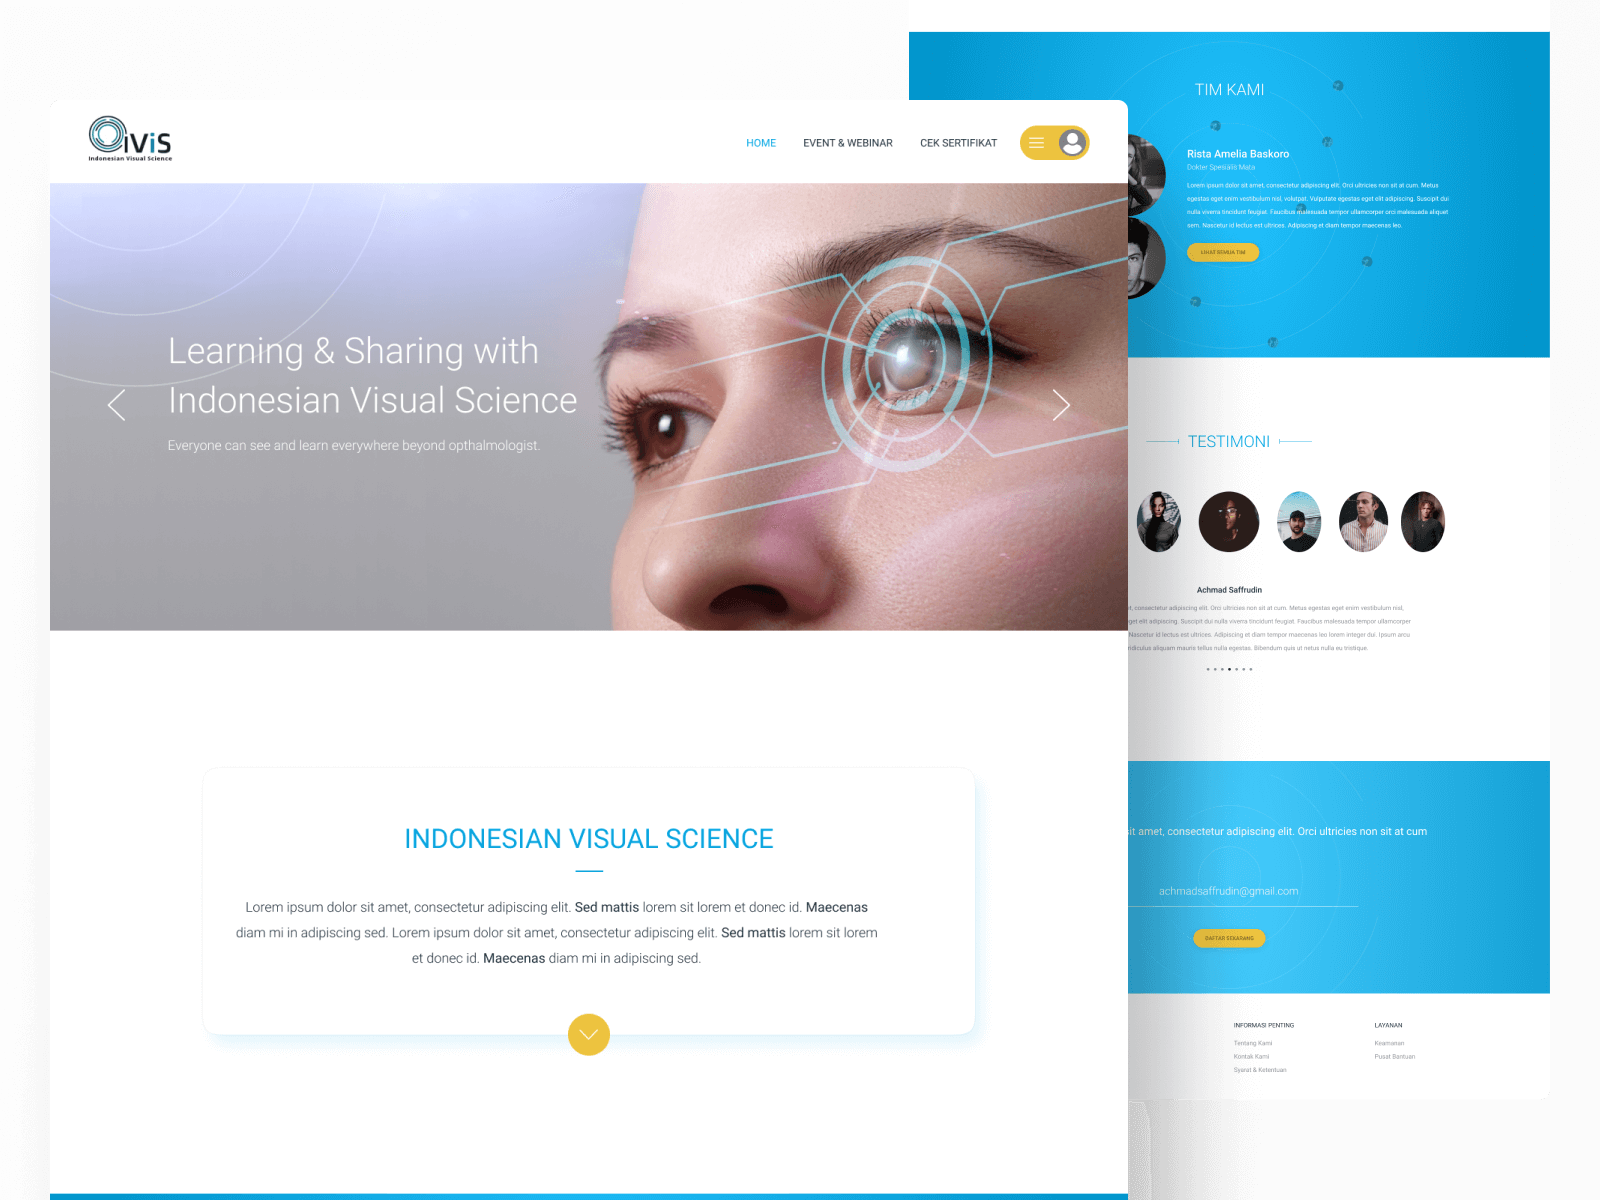 iViS
Indonesian Visual Science
HOME
EVENT & WEBINAR
CEK SERTIFIKAT
Learning & Sharing with
Indonesian Visual Science
Everyone can see and learn everywhere beyond opthalmologist.
INDONESIAN VISUAL SCIENCE
Lorem ipsum dolor sit amet, consectetur adipiscing elit. Sed mattis lorem sit lorem et donec id. Maecenas
diam mi in adipiscing sed. Lorem ipsum dolor sit amet, consectetur adipiscing elit. Sed mattis lorem sit lorem
et donec id. Maecenas diam mi in adipiscing sed.
TIM KAMI
Rista Amelia Baskoro
Dokter Spesialis Mata
Lorem ipsum dolor sit amet, consectetur adipiscing elit. Orci ultricies non sit at cum. Metus
egestas eget enim vestibulum nisl, volutpat. Vulputate egestas eget elit adipiscing. Suscipit dui
nulla viverra tincidunt feugiat. Faucibus malesuada tempor ullamcorper orci malesuada aliquet
sem. Nascetur id lectus est ultrices. Adipiscing et diam tempor maecenas leo.
LIHAT SEMUA TIM
TESTIMONI
Achmad Saffrudin
consectetur adipiscing elit. Orci ultricies non sit at cum. Metus egestas eget enim vestibulum nisl,
eget elit adipiscing. Suscipit dui nulla viverra tincidunt feugiat. Faucibus malesuada tempor ullamcorper
Nascetur id lectus est ultrices. Adipiscing et diam tempor maecenas leo lorem integer dui. Ipsum arcu
ridiculus aliquam mauris tellus nulla egestas. Bibendum quis ut netus nulla eu tristique.
sit amet, consectetur adipiscing elit. Orci ultricies non sit at cum
achmadsaffrudin@gmail.com
DAFTAR SEKARANG
INFORMASI PENTING
Tentang Kami
Kontak Kami
Syarat & Ketentuan
LAYANAN
Keamanan
Pusat Bantuan